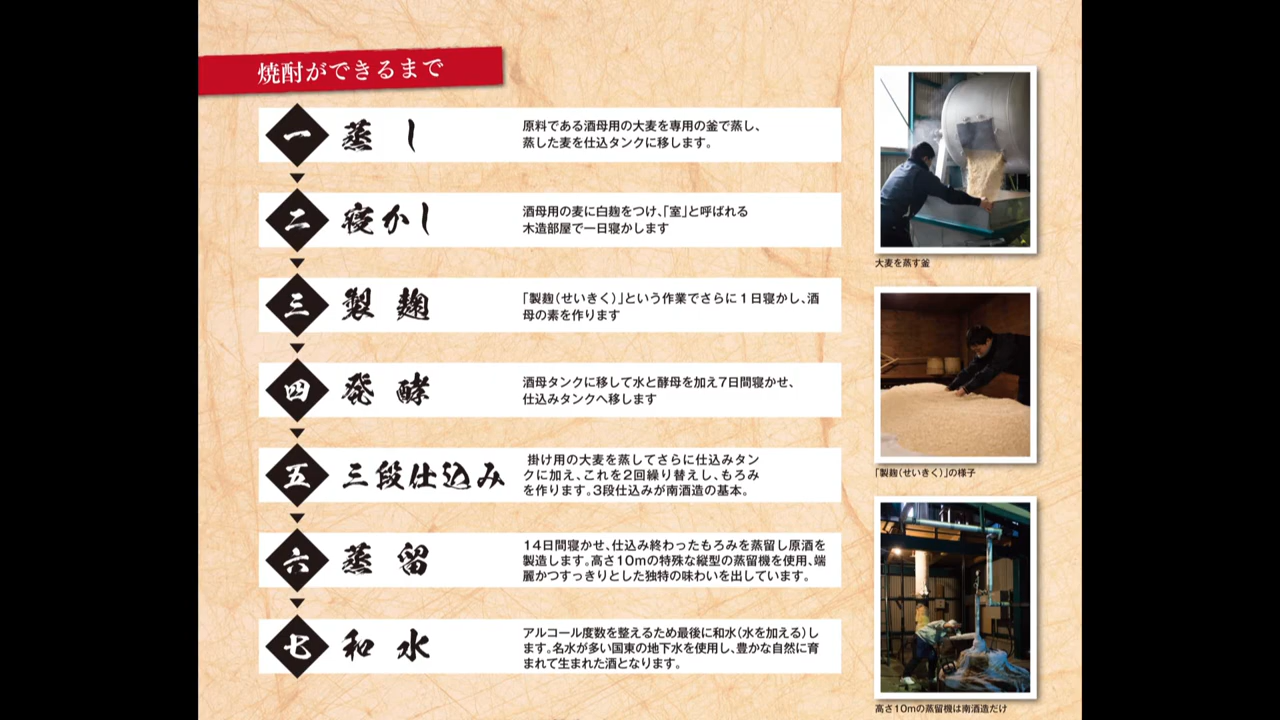 焼酎ができるまで
一 蒸し
原料である酒母用の大麦を専用の釜で蒸し、
蒸した麦を仕込タンクに移します。
二 寝かし
酒母用の麦に白麹をつけ、「室」と呼ばれる
木造部屋で一日寝かします
三 製麹
「製麹(せいきく)」という作業でさらに1日寝かし、酒
母の素を作ります
四 発酵
酒母タンクに移して水と酵母を加え7日間寝かせ、
仕込みタンクへ移します
五 三段仕込み
掛け用の大麦を蒸してさらに仕込みタン
クに加え、これを2回繰り替えし、もろみ
を作ります。3段仕込みが南酒造の基本。
六 蒸留
14日間寝かせ、仕込み終わったもろみを蒸留し原酒を
製造します。高さ10mの特殊な縦型の蒸留機を使用、端
麗かつすっきりとした独特の味わいを出しています。
七 和水
アルコール度数を整えるため最後に和水(水を加える)し
ます。名水が多い国東の地下水を使用し、豊かな自然に育
まれて生まれた酒となります。
大麦を蒸す釜
「製麹(せいきく)」の様子
高さ10mの蒸留機は南酒造だけ